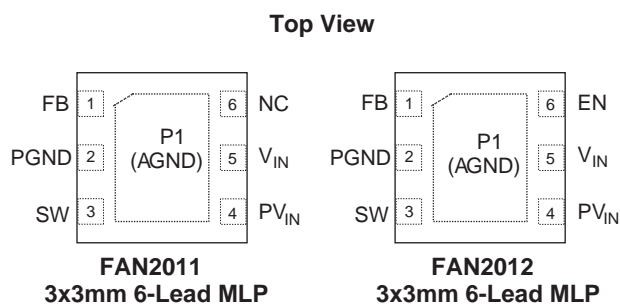 Top View
FB 1 6 NC
PGND 2 P1 (AGND) 5 VIN
SW 3 4 PVIN
FAN2011
3x3mm 6-Lead MLP
FB 1 6 EN
PGND 2 P1 (AGND) 5 VIN
SW 3 4 PVIN
FAN2012
3x3mm 6-Lead MLP